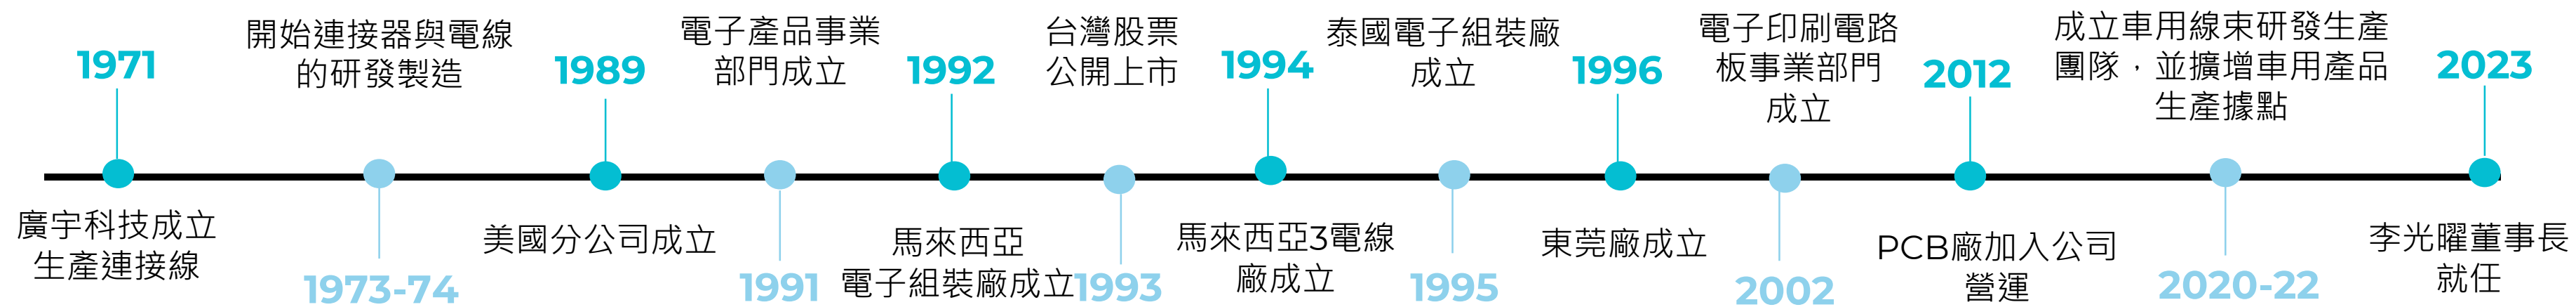 1971
廣宇科技成立
生產連接線
開始連接器與電線
的研發製造
1973-74
1989
美國分公司成立
電子產品事業
部門成立
1991
1992
馬來西亞
電子組裝廠成立
台灣股票
公開上市
1993
1994
馬來西亞3電線
廠成立
泰國電子組裝廠
成立
1995
1996
東莞廠成立
電子印刷電路
板事業部門
成立
2002
2012
PCB廠加入公司
營運
成立車用線束研發生產
團隊，並擴增車用產品
生產據點
2020-22
2023
李光曜董事長
就任